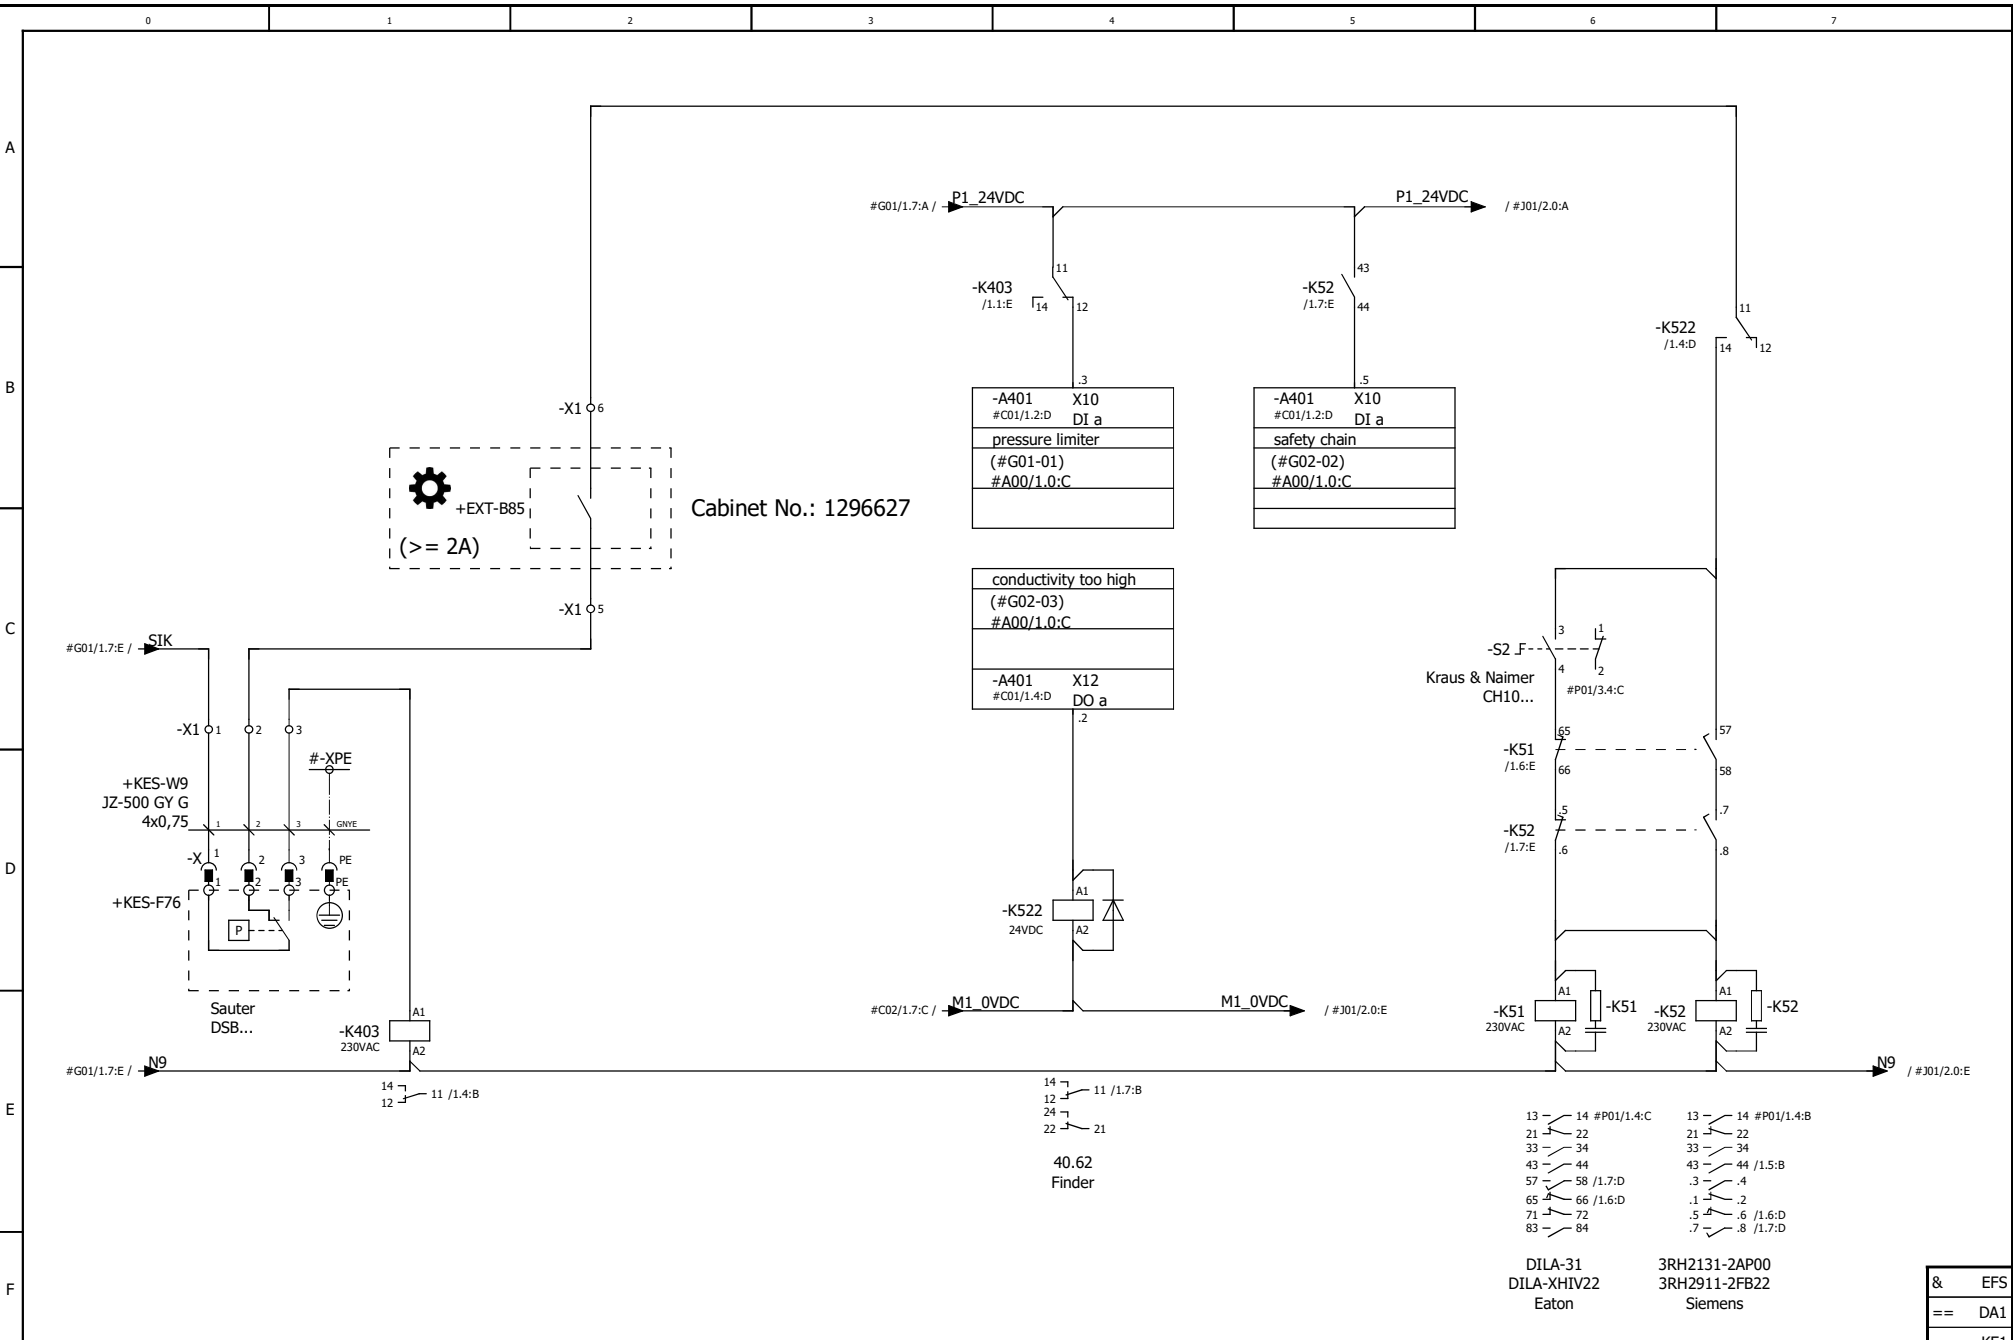 0 1 2 3 4 5 6 7
A
P1_24VDC P1_24VDC
#G01/1.7:A / / #J01/2.0:A
11 43
-K403 -K52
/1.1:E 14 12 /1.7:E 44
11
-K522
/1.4:D 14 12
B
.3 .5
-X1 6
-A401 X10 -A401 X10
#C01/1.2:D DI a #C01/1.2:D DI a
pressure limiter safety chain
(#G01-01) (#G02-02)
#A00/1.0:C #A00/1.0:C
+EXT-B85 Cabinet No.: 1296627
(>= 2A)
conductivity too high
(#G02-03)
#A00/1.0:C
-X1 5
C
SIK
#G01/1.7:E /
3 1
-S2
4 2
Kraus & Naimer #P01/3.4:C
CH10...
-A401 X12
#C01/1.4:D DO a
.2
-X1 1 2 3
#-XPE
65 57
-K51
/1.6:E 66 58
+KES-W9
JZ-500 GY G
4x0,75
1 2 3 GNYE
.5 .7
-K52
/1.7:E .6 .8
-X 1 2 3 PE
D
1 2 3 PE
+KES-F76
P
A1
-K522
24VDC A2
Sauter
DSB...
M1_0VDC M1_0VDC
#C02/1.7:C / / #J01/2.0:E
A1 A1
-K51 -K51 -K52 -K52
230VAC A2 230VAC A2
A1
-K403
230VAC A2
N9 N9
#G01/1.7:E / / #J01/2.0:E
14
12 11 /1.4:B
14
12 11 /1.7:B
24
22 21
40.62
Finder
E
13 14 #P01/1.4:C 13 14 #P01/1.4:B
21 22 21 22
33 34 33 34
43 44 43 44 /1.5:B
57 58 /1.7:D .3 .4
65 66 /1.6:D .1 .2
71 72 .5 .6 /1.6:D
83 84 .7 .8 /1.7:D
DILA-31 3RH2131-2AP00
DILA-XHIV22 3RH2911-2FB22
Eaton Siemens
F
& EFS
== DA1